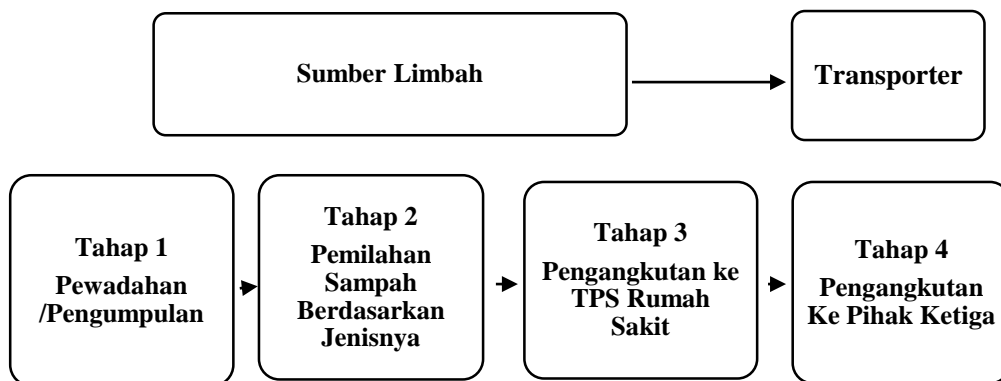 Sumber Limbah
Transporter
Tahap 1
Pewadahan
/Pengumpulan
Tahap 2
Pemilahan
Sampah
Berdasarkan
Jenisnya
Tahap 3
Pengangkutan ke
TPS Rumah
Sakit
Tahap 4
Pengangkutan
Ke Pihak Ketiga